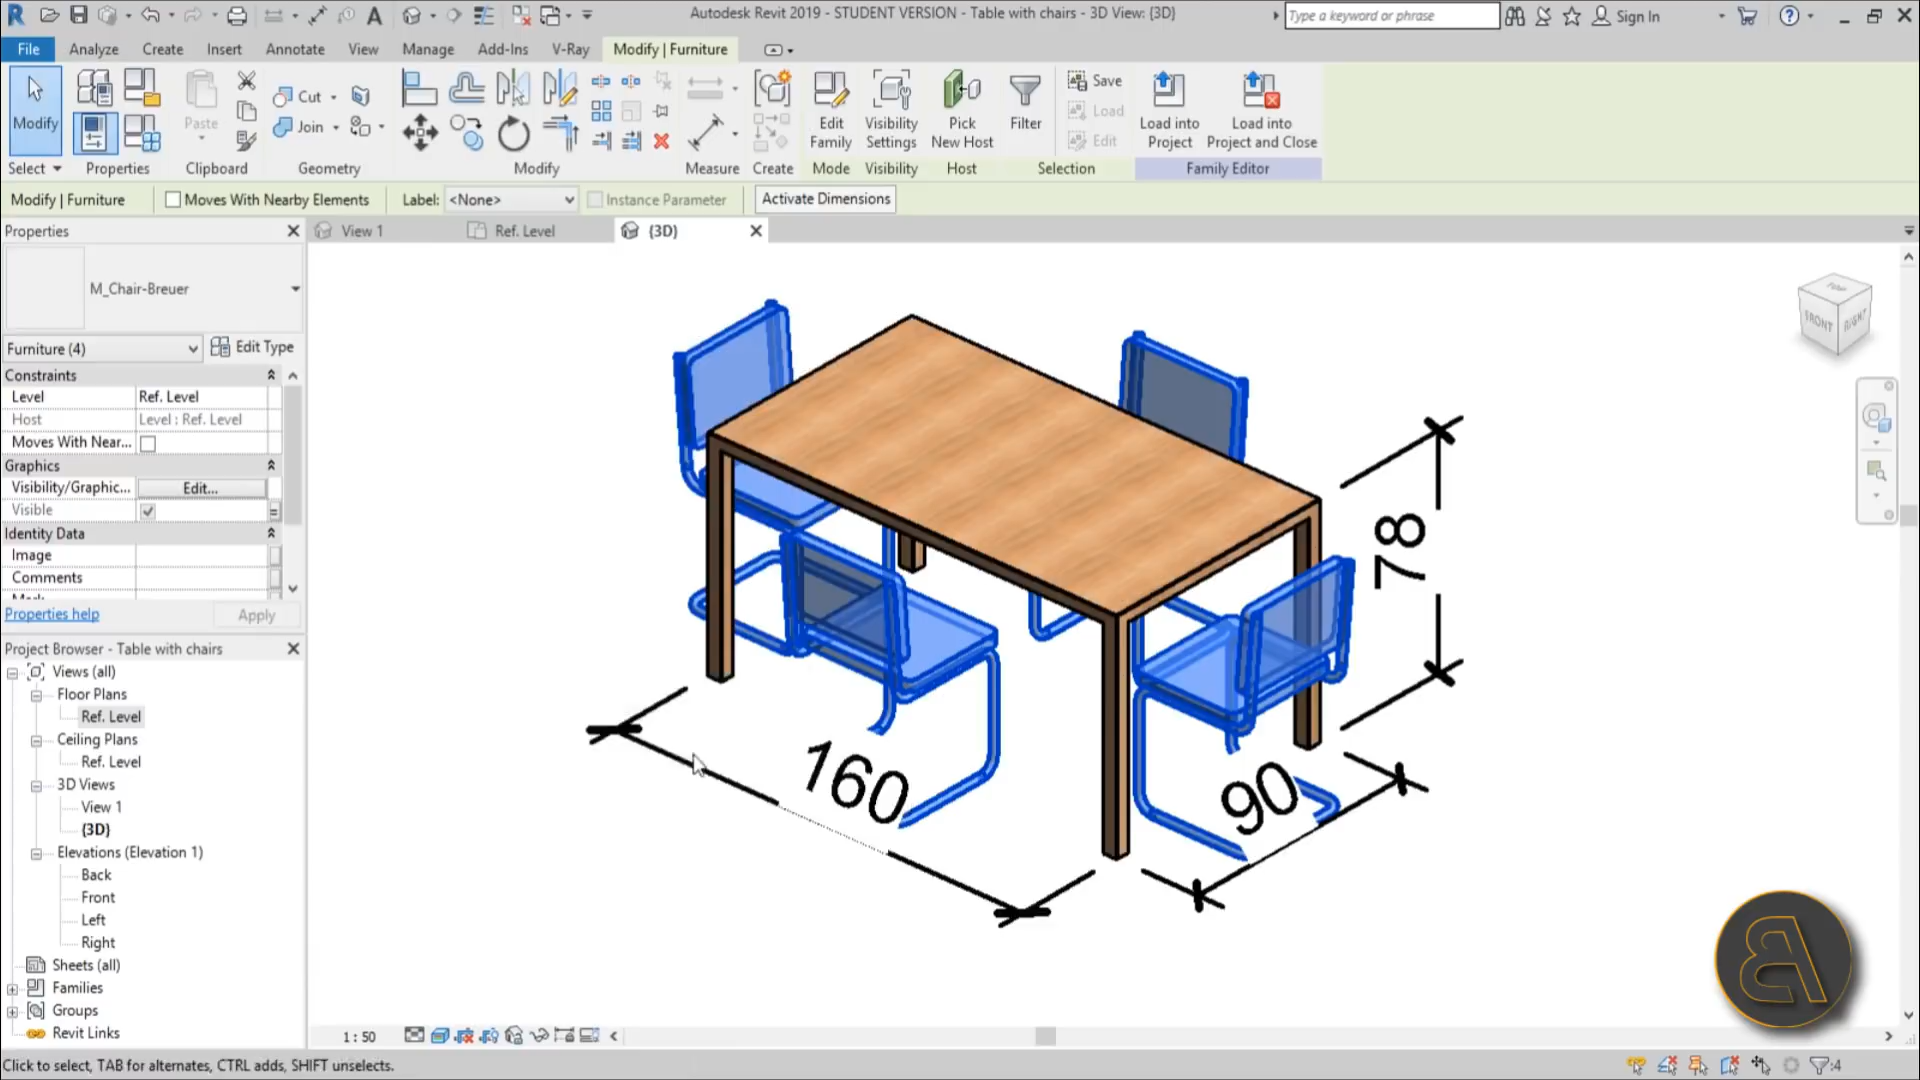 Autodesk Revit 2019 - STUDENT VERSION - Table with chairs - 3D View: {3D}
Type a keyword or phrase
Sign In
File Analyze Create Insert Annotate View Manage Add-Ins V-Ray Modify | Furniture
Modify
Paste
Cut
Join
Edit Family
Visibility Settings
Pick New Host
Filter
Save
Load
Edit
Load into Project
Load into Project and Close
Select Properties Clipboard Geometry Modify Measure Create Mode Visibility Host Selection Family Editor
Modify | Furniture Moves With Nearby Elements Label: <None> Instance Parameter Activate Dimensions
Properties
View 1 Ref. Level {3D}
M_Chair-Breuer
Furniture (4) Edit Type
Constraints
Level Ref. Level
Host Level : Ref. Level
Moves With Near...
Graphics
Visibility/Graphic... Edit...
Visible
Identity Data
Image
Comments
Properties help Apply
Project Browser - Table with chairs
Views (all)
Floor Plans
Ref. Level
Ceiling Plans
Ref. Level
3D Views
View 1
{3D}
Elevations (Elevation 1)
Back
Front
Left
Right
Sheets (all)
Families
Groups
Revit Links
TOP
FRONT
RIGHT
78
160
90
1 : 50
Click to select, TAB for alternates, CTRL adds, SHIFT unselects.
:4